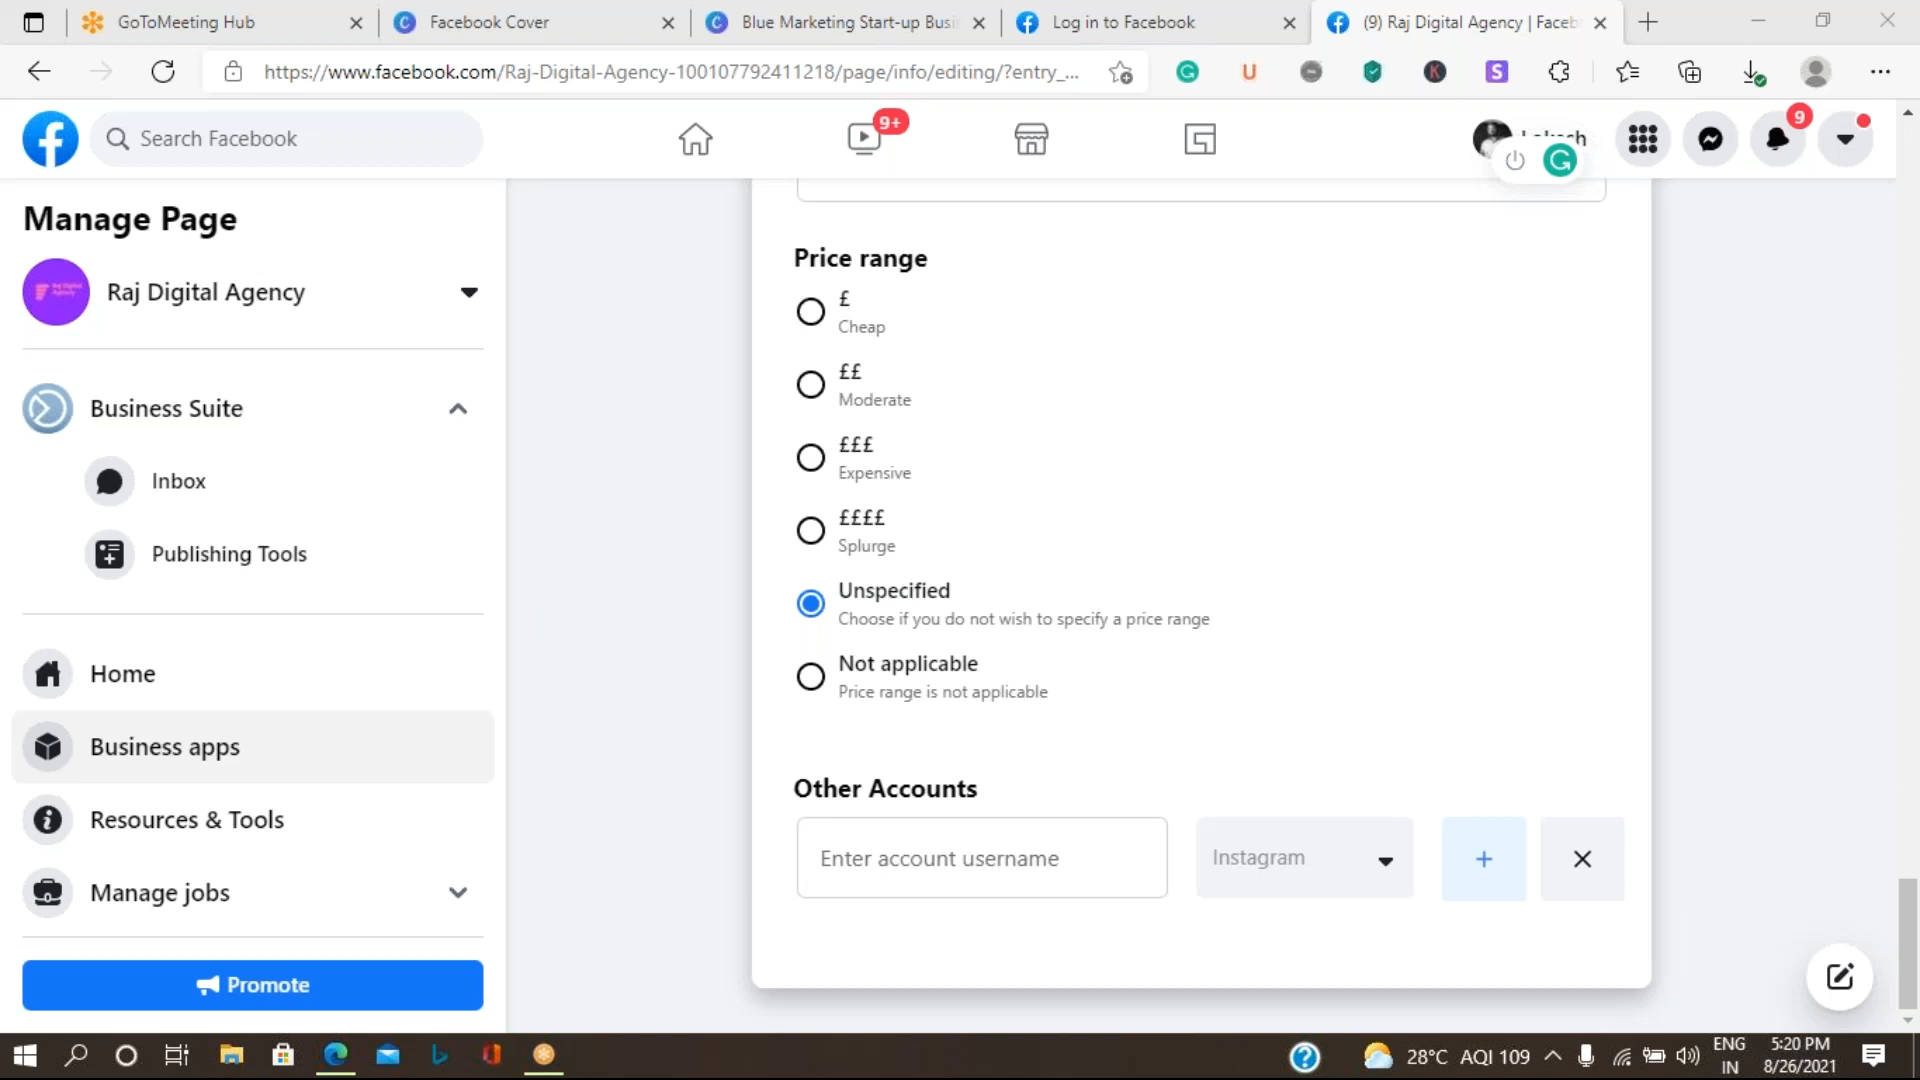 GoToMeeting Hub
Facebook Cover
Blue Marketing Start-up Busi
Log in to Facebook
(9) Raj Digital Agency | Faceb
https://www.facebook.com/Raj-Digital-Agency-100107792411218/page/info/editing/?entry_...
Search Facebook
9+
9
Manage Page
Raj Digital Agency
Business Suite
Inbox
Publishing Tools
Home
Business apps
Resources & Tools
Manage jobs
Promote
Price range
£
Cheap
££
Moderate
£££
Expensive
££££
Splurge
Unspecified
Choose if you do not wish to specify a price range
Not applicable
Price range is not applicable
Other Accounts
Enter account username
Instagram
28°C AQI 109
ENG
IN
5:20 PM
8/26/2021